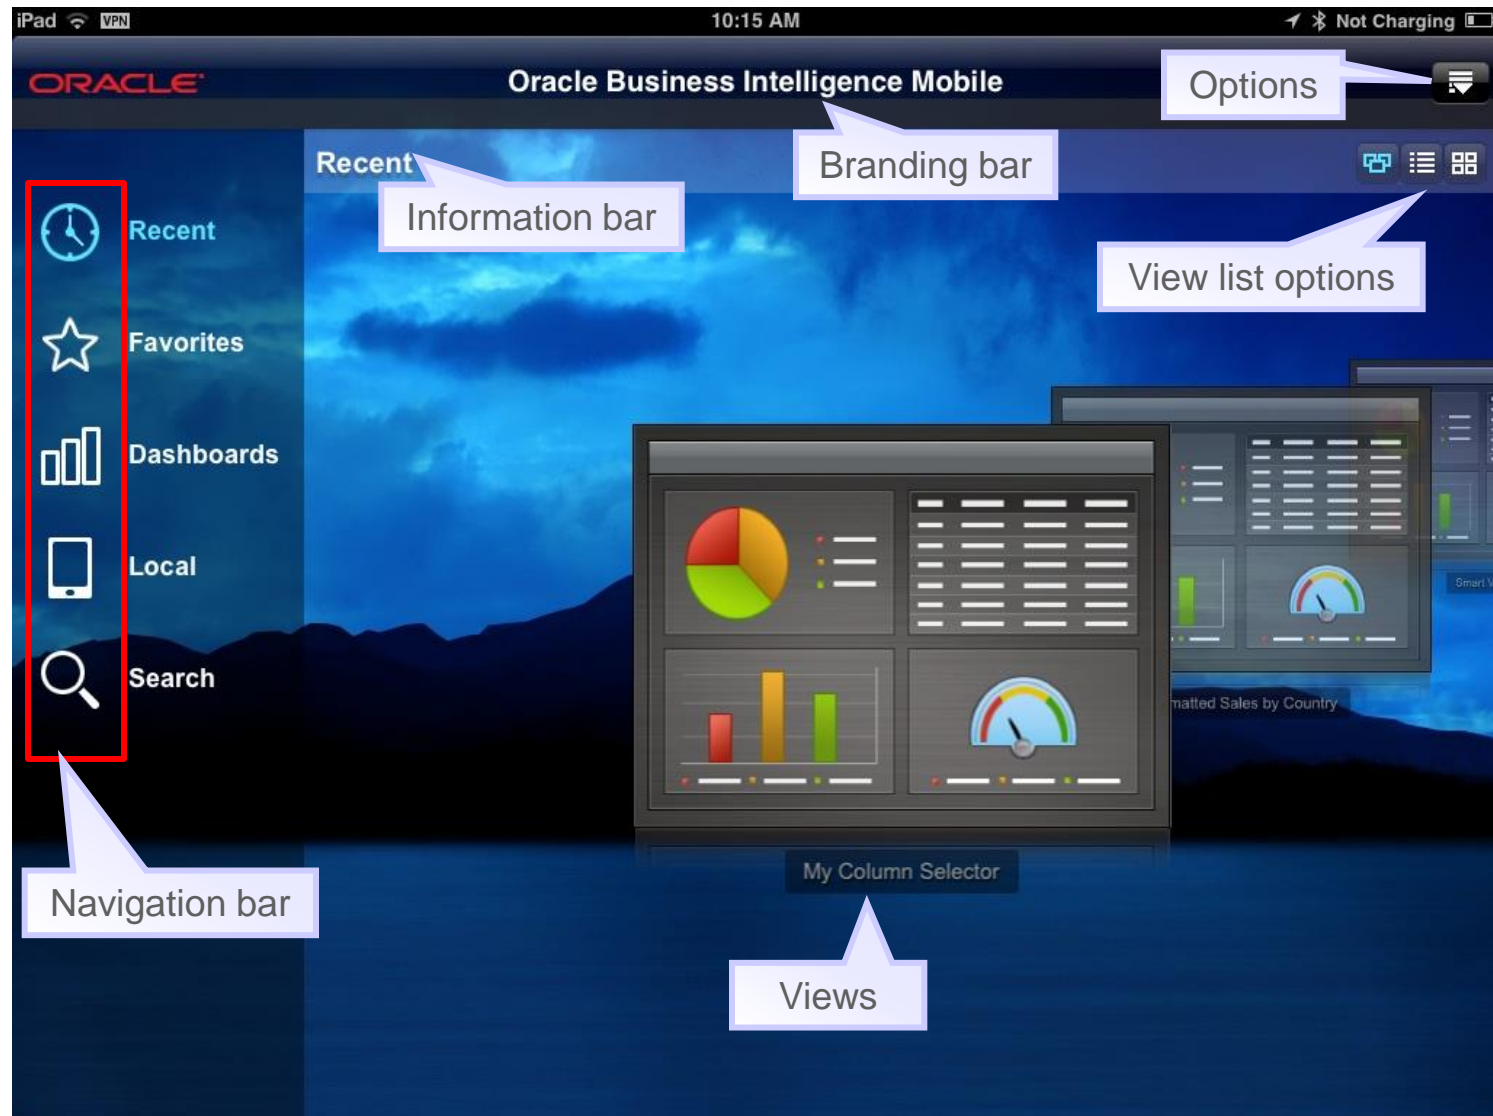 iPad VPN 10:15 AM Not Charging
ORACLE Oracle Business Intelligence Mobile Options
Recent Branding bar
Information bar
View list options
Recent
Favorites
Dashboards
Local
Search
Smart
matted Sales by Country
My Column Selector
Navigation bar
Views